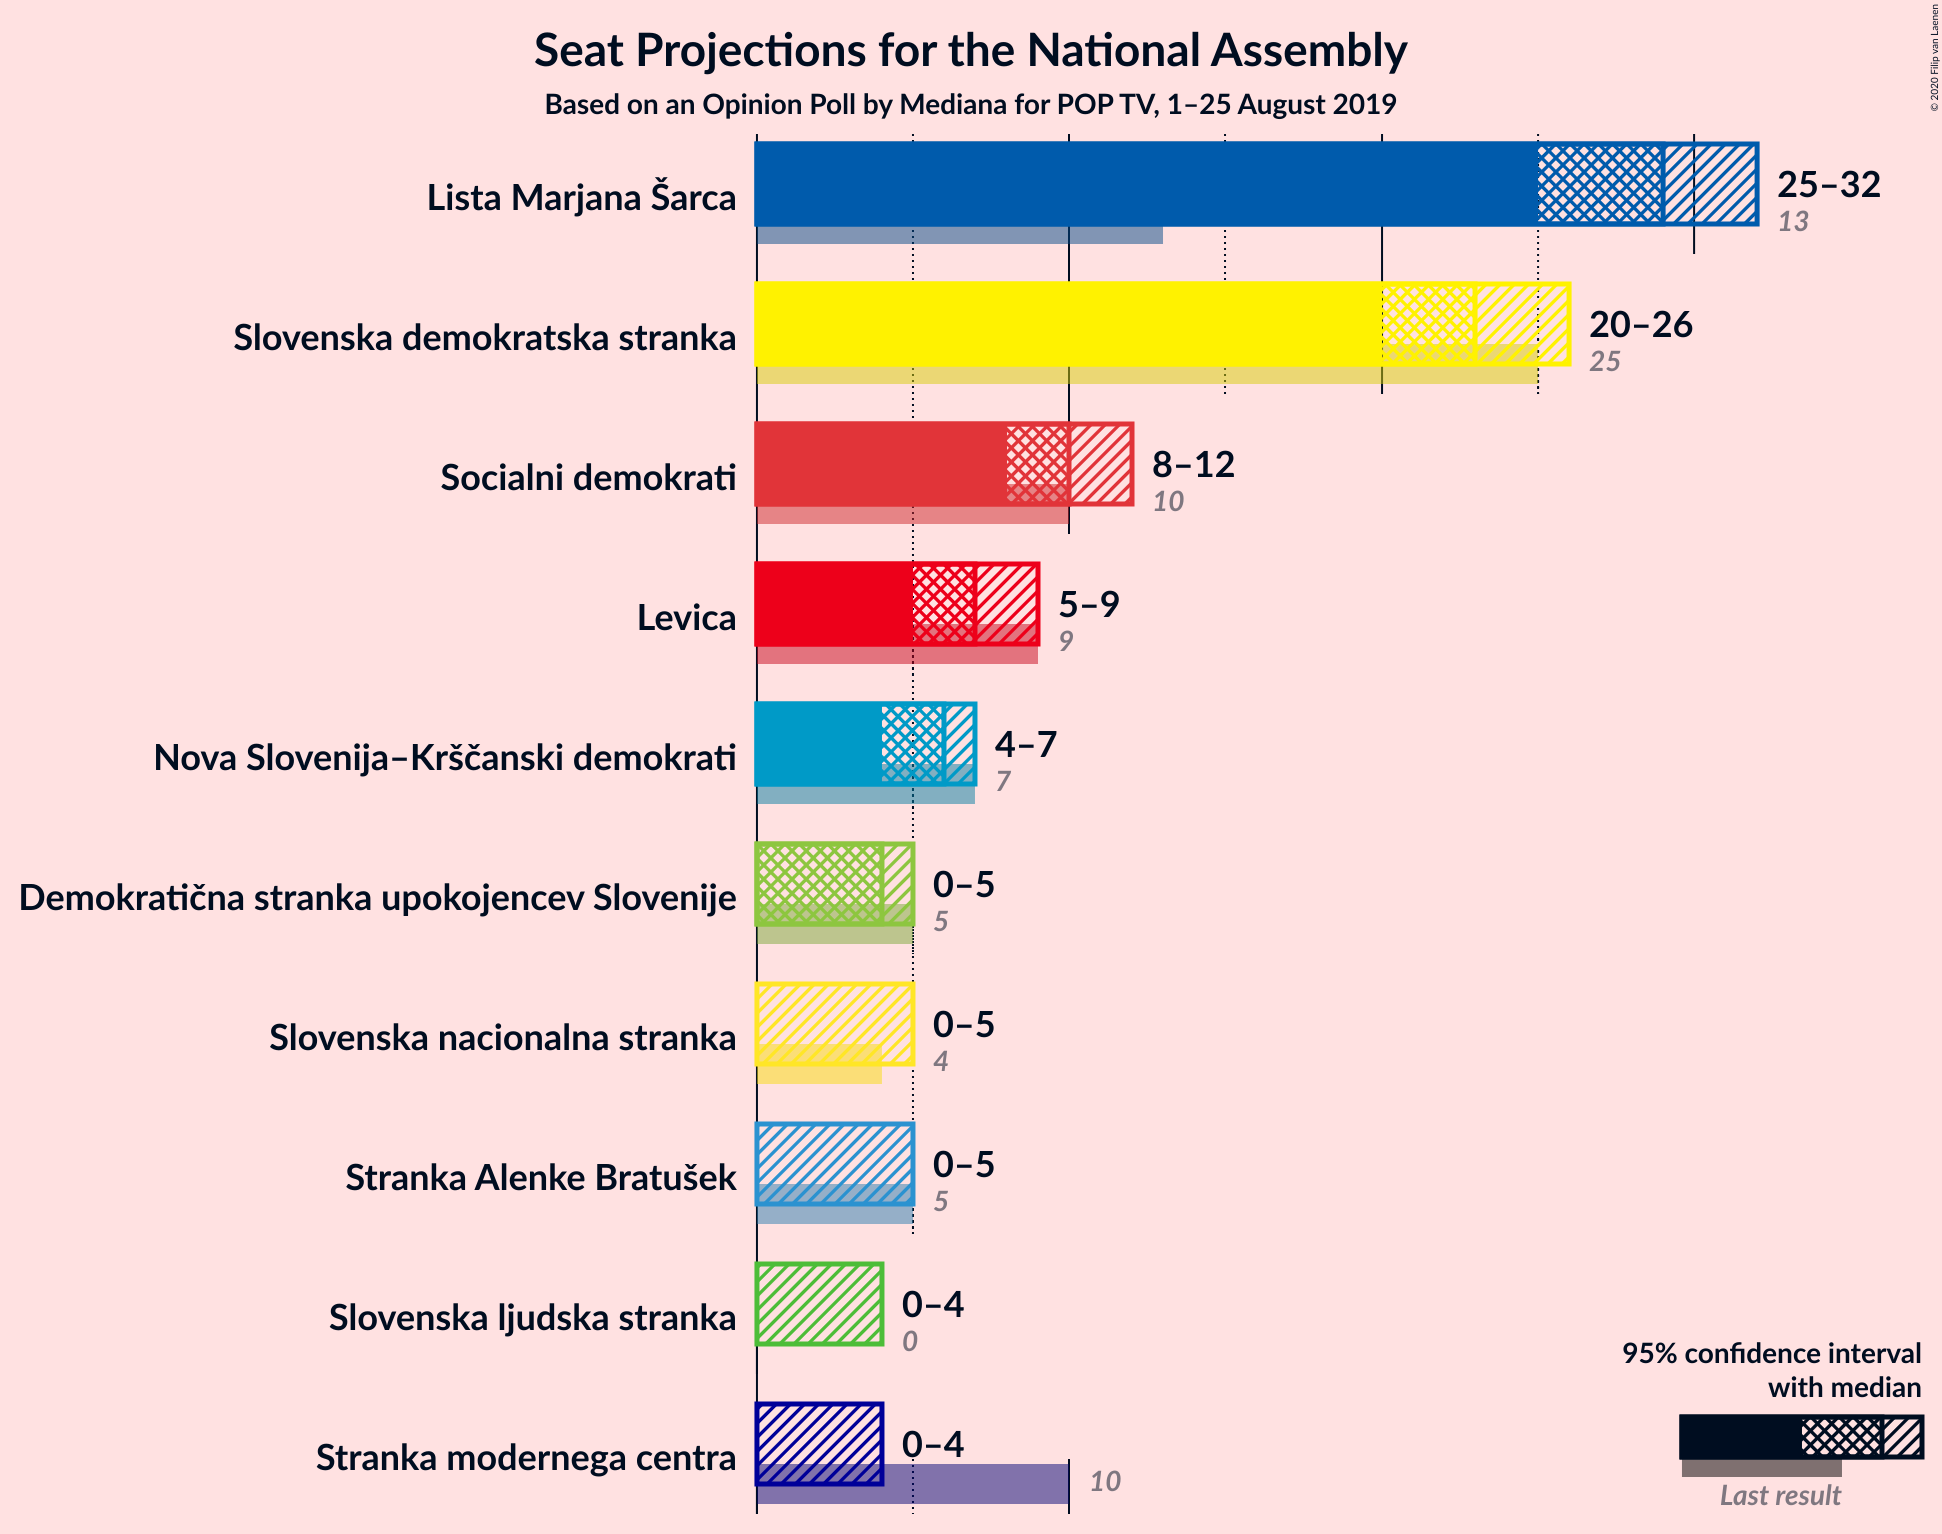 Seat Projections for the National Assembly
Based on an Opinion Poll by Mediana for POP TV, 1–25 August 2019
© 2020 Filip van Laenen
Lista Marjana Šarca
25–32
13
Slovenska demokratska stranka
20–26
25
Socialni demokrati
8–12
10
Levica
5–9
9
Nova Slovenija–Krščanski demokrati
4–7
7
Demokratična stranka upokojencev Slovenije
0–5
5
Slovenska nacionalna stranka
0–5
4
Stranka Alenke Bratušek
0–5
5
Slovenska ljudska stranka
0–4
0
Stranka modernega centra
0–4
10
95% confidence interval
with median
Last result